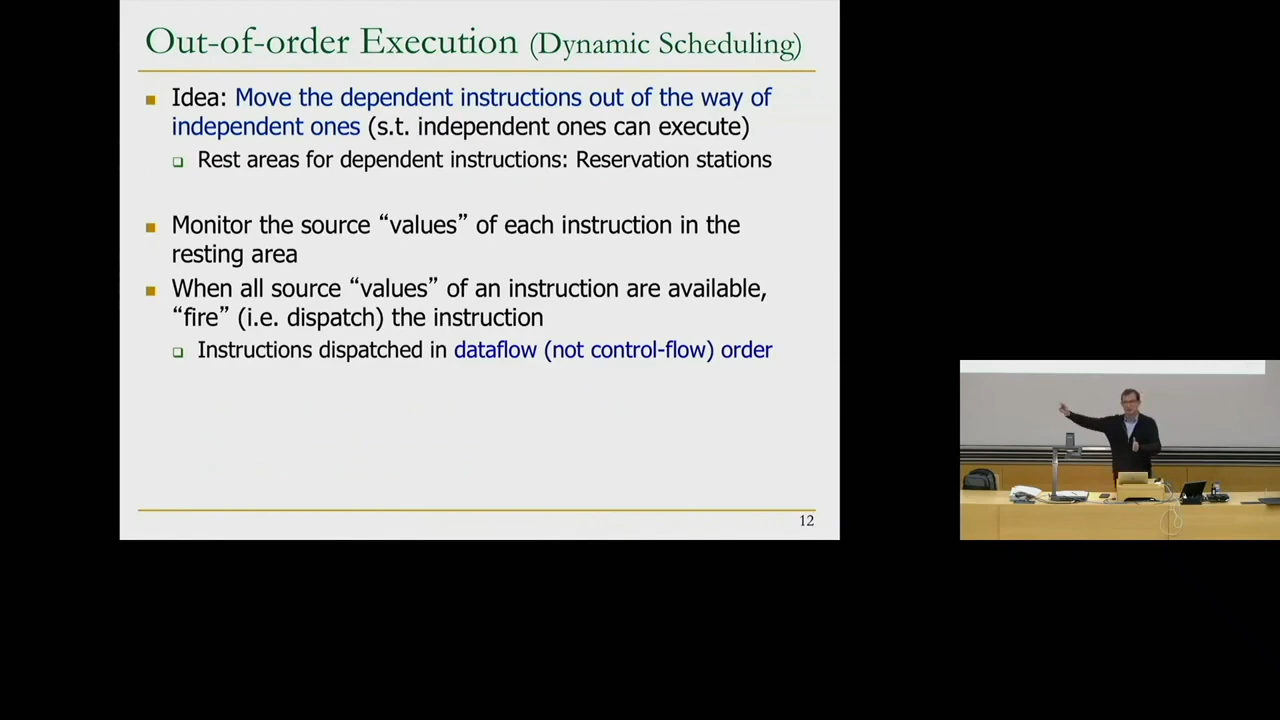 Out-of-order Execution (Dynamic Scheduling)
Idea: Move the dependent instructions out of the way of
independent ones (s.t. independent ones can execute)
Rest areas for dependent instructions: Reservation stations
Monitor the source “values” of each instruction in the
resting area
When all source “values” of an instruction are available,
“fire” (i.e. dispatch) the instruction
Instructions dispatched in dataflow (not control-flow) order
12